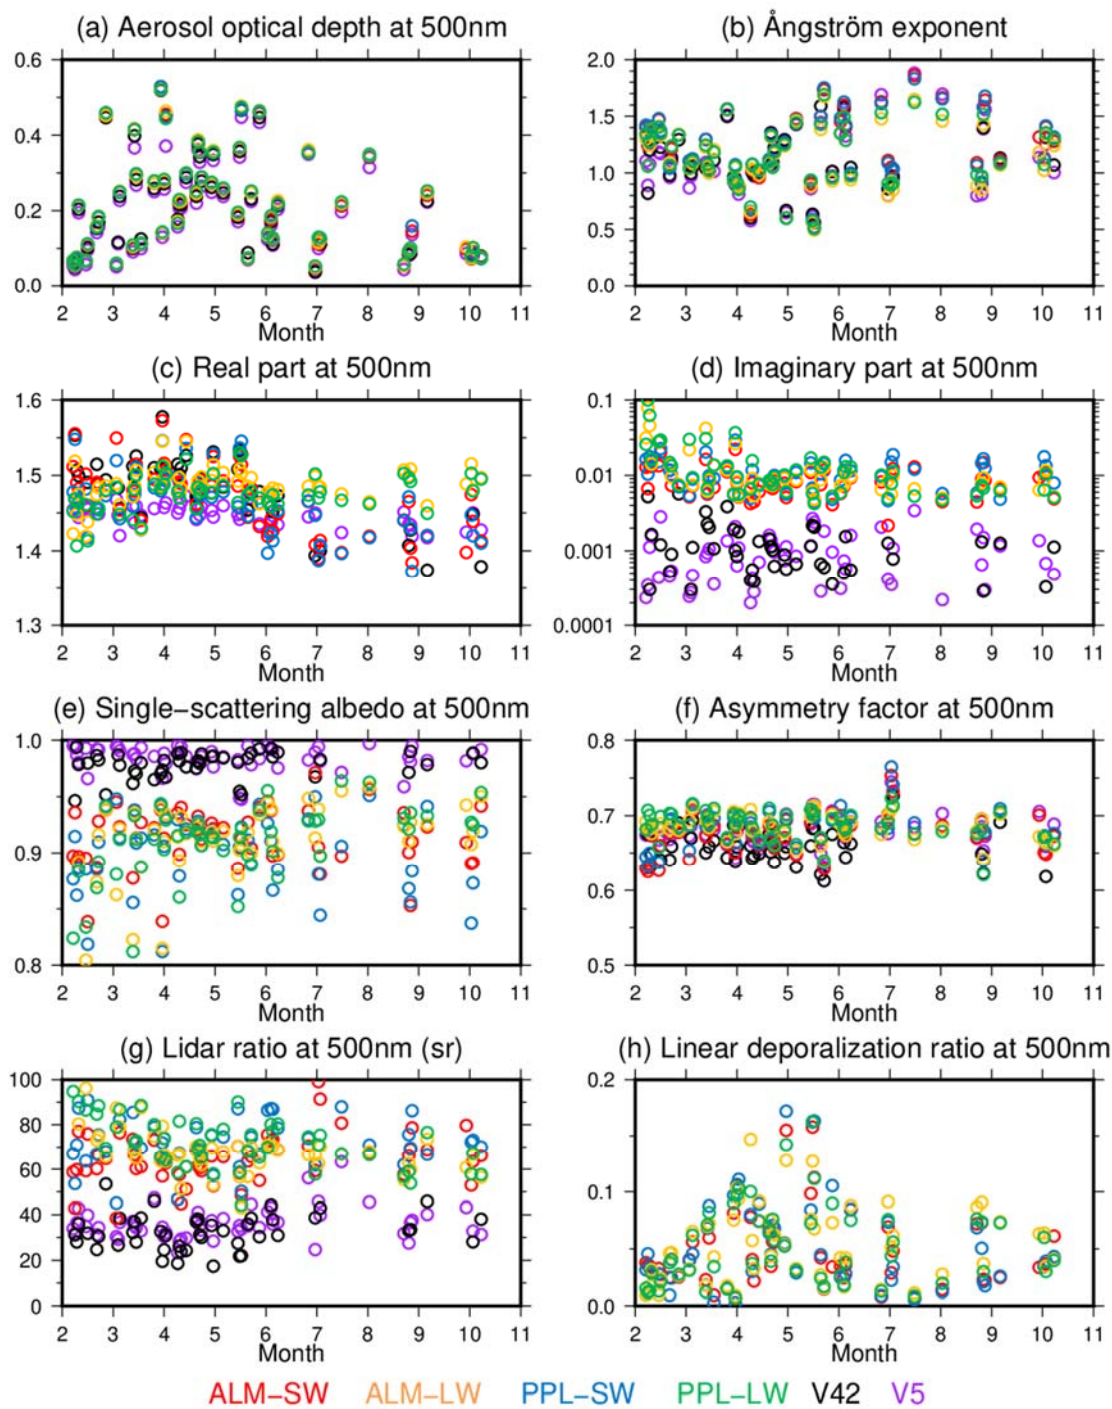 (a) Aerosol optical depth at 500nm
0.6
0.4
0.2
0.0
2 3 4 5 6 7 8 9 10 11
Month
(b) Ångström exponent
2.0
1.5
1.0
0.5
0.0
2 3 4 5 6 7 8 9 10 11
Month
(c) Real part at 500nm
1.6
1.5
1.4
1.3
2 3 4 5 6 7 8 9 10 11
Month
(d) Imaginary part at 500nm
0.1
0.01
0.001
0.0001
2 3 4 5 6 7 8 9 10 11
Month
(e) Single−scattering albedo at 500nm
1.0
0.9
0.8
2 3 4 5 6 7 8 9 10 11
Month
(f) Asymmetry factor at 500nm
0.8
0.7
0.6
0.5
2 3 4 5 6 7 8 9 10 11
Month
(g) Lidar ratio at 500nm (sr)
100
80
60
40
20
0
2 3 4 5 6 7 8 9 10 11
Month
(h) Linear deporalization ratio at 500nm
0.2
0.1
0.0
2 3 4 5 6 7 8 9 10 11
Month
ALM−SW ALM−LW PPL−SW PPL−LW V42 V5